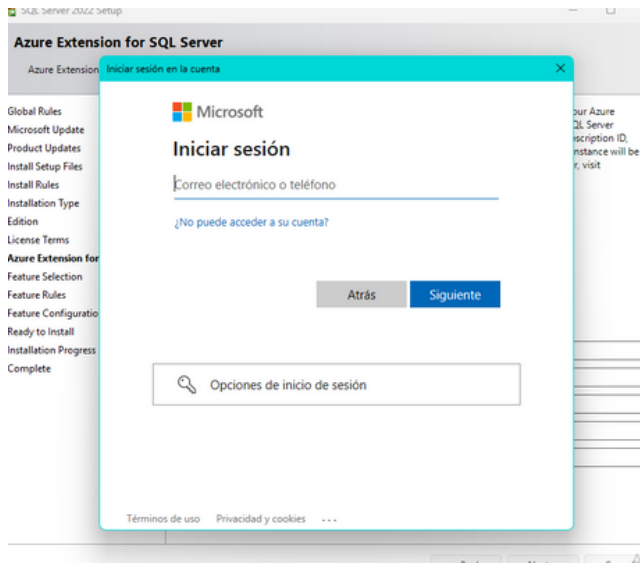 SQL Server 2022 Setup
Azure Extension for SQL Server
Azure Extension
Iniciar sesión en la cuenta
Global Rules
Microsoft Update
Product Updates
Install Setup Files
Install Rules
Installation Type
Edition
License Terms
Azure Extension for
Feature Selection
Feature Rules
Feature Configuratio
Ready to Install
Installation Progress
Complete
Microsoft
Iniciar sesión
Correo electrónico o teléfono
¿No puede acceder a su cuenta?
Atrás
Siguiente
Opciones de inicio de sesión
Términos de uso Privacidad y cookies ...
our Azure
QL Server
scription ID,
nstance will be
r, visit